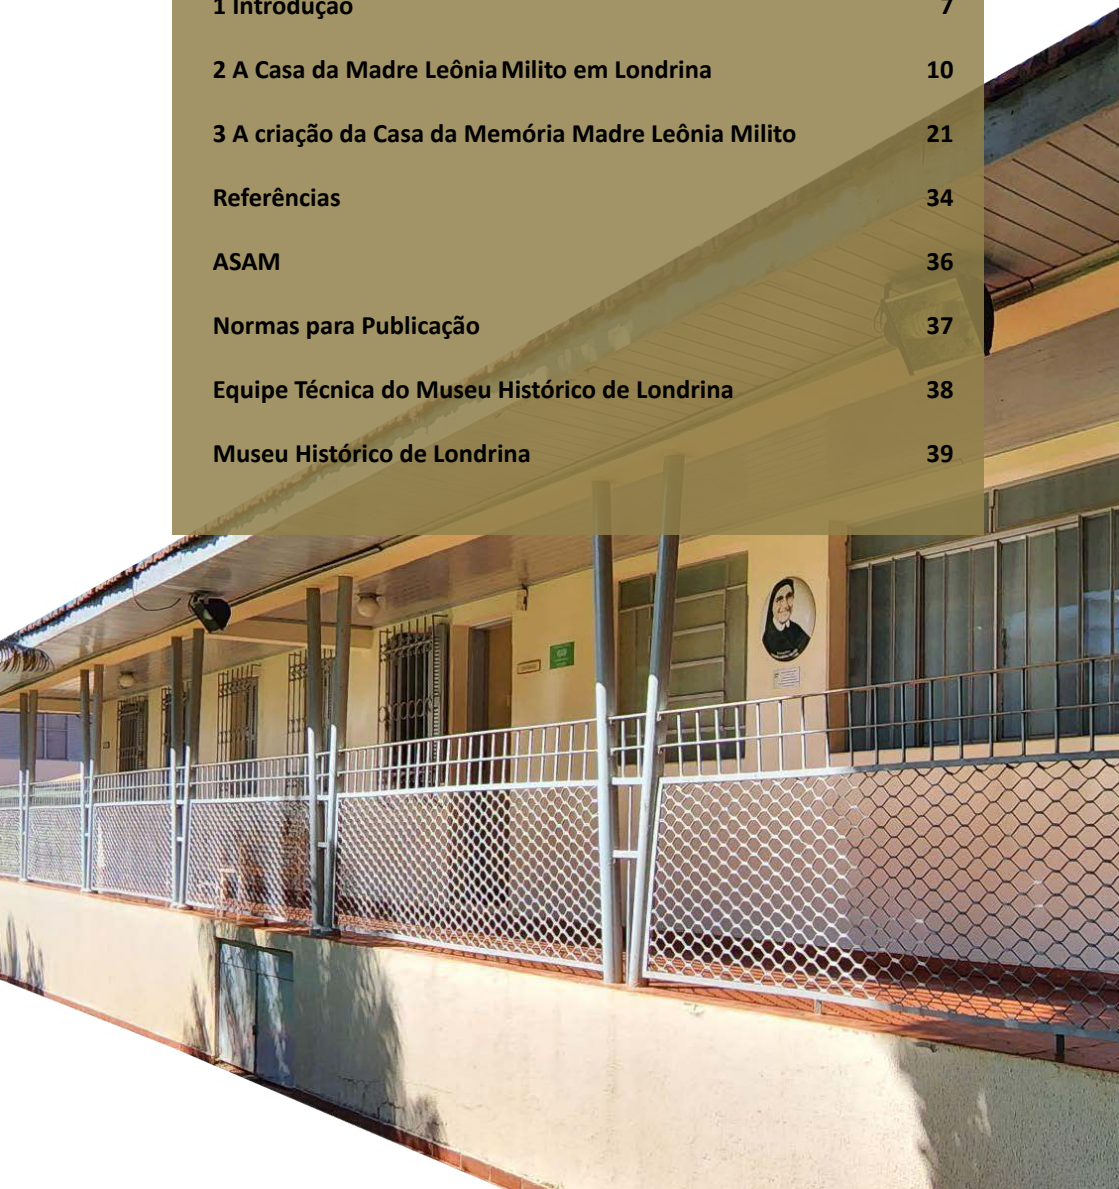 1 Introdução 7
2 A Casa da Madre Leônia Milito em Londrina 10
3 A criação da Casa da Memória Madre Leônia Milito 21
Referências 34
ASAM 36
Normas para Publicação 37
Equipe Técnica do Museu Histórico de Londrina 38
Museu Histórico de Londrina 39